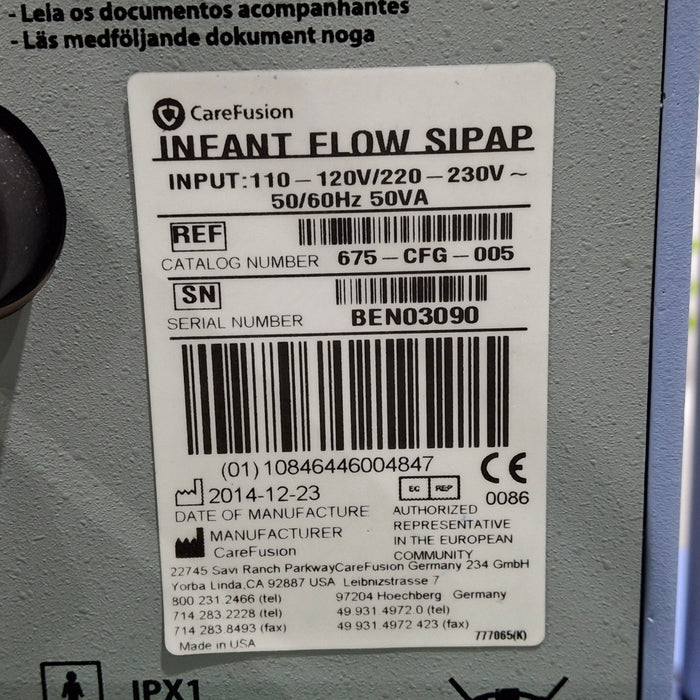 - Leia os documentos acompanhantes
- Läs medföljande dokument noga
CareFusion
INFANT FLOW SIPAP
INPUT:110 – 120V/220 – 230V ~
50/60Hz 50VA
REF
CATALOG NUMBER 675 – CFG – 005
SN
SERIAL NUMBER BEN03090
(01) 10846446004847
CE
0086
2014-12-23
DATE OF MANUFACTURE
EC REP
AUTHORIZED
REPRESENTATIVE
IN THE EUROPEAN
COMMUNITY
MANUFACTURER
CareFusion
22745 Savi Ranch Parkway
Yorba Linda,CA 92887 USA
800 231 2466 (tel)
714 283 2228 (tel)
714 283 8493 (fax)
Made in USA
CareFusion Germany 234 GmbH
Leibnizstrasse 7
97204 Hoechberg Germany
49 931 4972 0 (tel)
49 931 4972 423 (fax)
777065(K)
IPX1